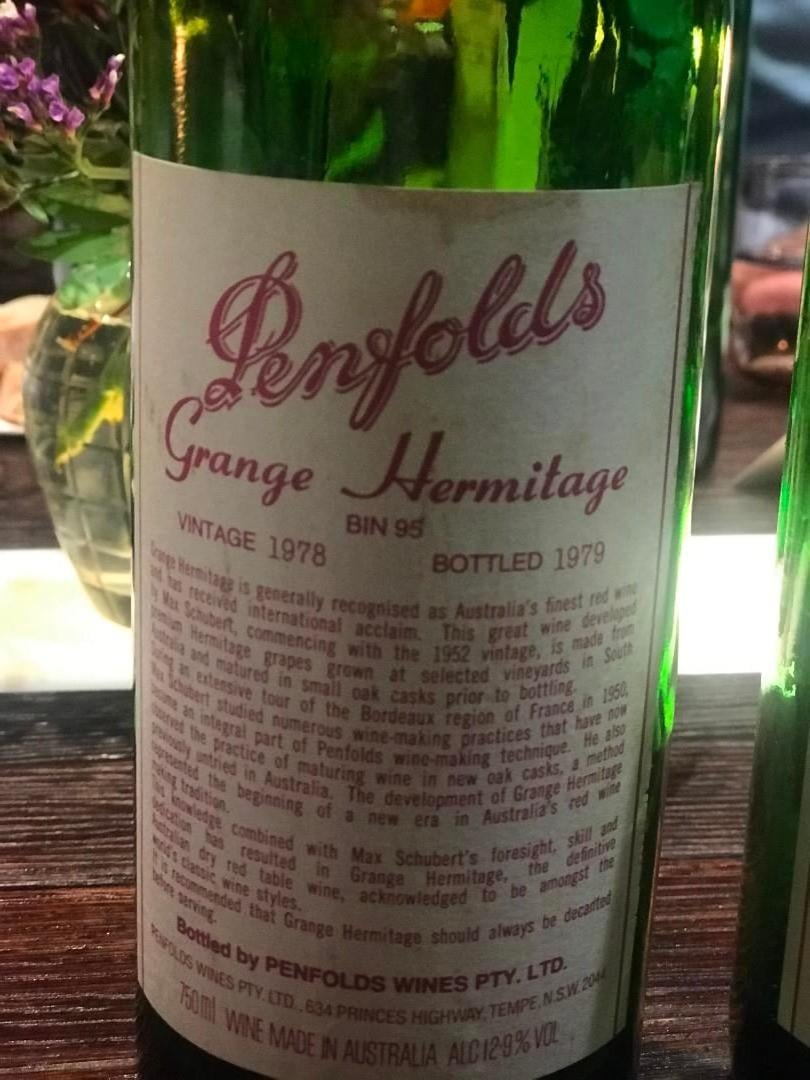 Penfolds
Grange Hermitage
BIN 95
VINTAGE 1978
BOTTLED 1979
Grange Hermitage is generally recognised as Australia's finest red wine
and has received international acclaim. This great wine developed
by Max Schubert, commencing with the 1952 vintage, is made from
premium Hermitage grapes grown at selected vineyards in South
Australia and matured in small oak casks prior to bottling.
During an extensive tour of the Bordeaux region of France in 1950,
Max Schubert studied numerous wine-making practices that have now
become an integral part of Penfolds wine-making technique. He also
observed the practice of maturing wine in new oak casks, a method
previously untried in Australia. The development of Grange Hermitage
represented the beginning of a new era in Australia's red wine
making tradition.
This knowledge combined with Max Schubert's foresight, skill and
dedication has resulted in Grange Hermitage, the definitive
Australian dry red table wine, acknowledged to be amongst the
world's classic wine styles.
It is recommended that Grange Hermitage should always be decanted
before serving.
Bottled by PENFOLDS WINES PTY. LTD.
PENFOLDS WINES PTY. LTD., 634 PRINCES HIGHWAY, TEMPE, N.S.W. 2044
750ml WINE MADE IN AUSTRALIA ALC 12·9% VOL